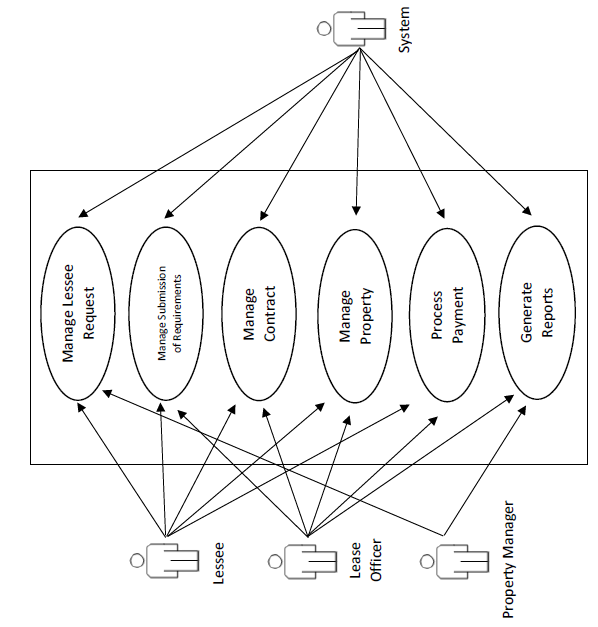 System
Manage Lessee
Request
Manage Submission
of Requirements
Manage
Contract
Manage
Property
Process
Payment
Generate
Reports
Lessee
Lease
Officer
Property Manager